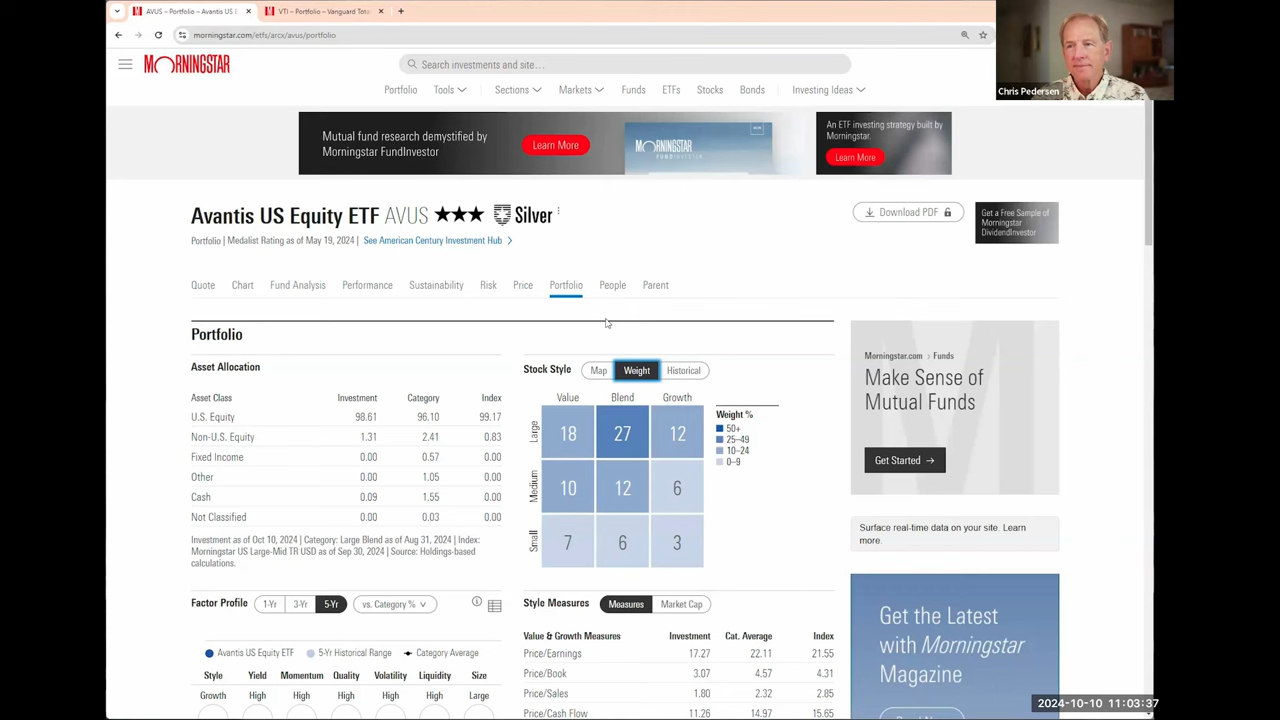 AVUS – Portfolio – Avantis US E
VTI – Portfolio – Vanguard Tota
morningstar.com/etfs/arcx/avus/portfolio
MORNINGSTAR
Search investments and site…
Portfolio Tools Sections Markets Funds ETFs Stocks Bonds Investing Ideas
Chris Pedersen
Mutual fund research demystified by
Morningstar FundInvestor
Learn More
MORNINGSTAR
FUNDINVESTOR
An ETF investing strategy built by
Morningstar.
Learn More
Avantis US Equity ETF AVUS ★★★ Silver
Portfolio | Medalist Rating as of May 19, 2024 | See American Century Investment Hub
Download PDF
Get a Free Sample of
Morningstar
DividendInvestor
Quote Chart Fund Analysis Performance Sustainability Risk Price Portfolio People Parent
Portfolio
Asset Allocation
Asset Class Investment Category Index
U.S. Equity 98.61 96.10 99.17
Non-U.S. Equity 1.31 2.41 0.83
Fixed Income 0.00 0.57 0.00
Other 0.00 1.05 0.00
Cash 0.09 1.55 0.00
Not Classified 0.00 0.03 0.00
Investment as of Oct 10, 2024 | Category: Large Blend as of Aug 31, 2024 | Index:
Morningstar US Large-Mid TR USD as of Sep 30, 2024 | Source: Holdings-based
calculations.
Stock Style Map Weight Historical
Value Blend Growth
Large 18 27 12
Medium 10 12 6
Small 7 6 3
Weight %
50+
25–49
10–24
0–9
Factor Profile 1-Yr 3-Yr 5-Yr vs. Category %
Avantis US Equity ETF 5-Yr Historical Range Category Average
Style Yield Momentum Quality Volatility Liquidity Size
Growth High High High High High Large
Style Measures Measures Market Cap
Value & Growth Measures Investment Cat. Average Index
Price/Earnings 17.27 22.11 21.55
Price/Book 3.07 4.57 4.31
Price/Sales 1.80 2.32 2.85
Price/Cash Flow 11.26 14.97 15.65
Morningstar.com > Funds
Make Sense of
Mutual Funds
Get Started →
Surface real-time data on your site. Learn
more.
Get the Latest
with Morningstar
Magazine
2024-10-10 11:03:37